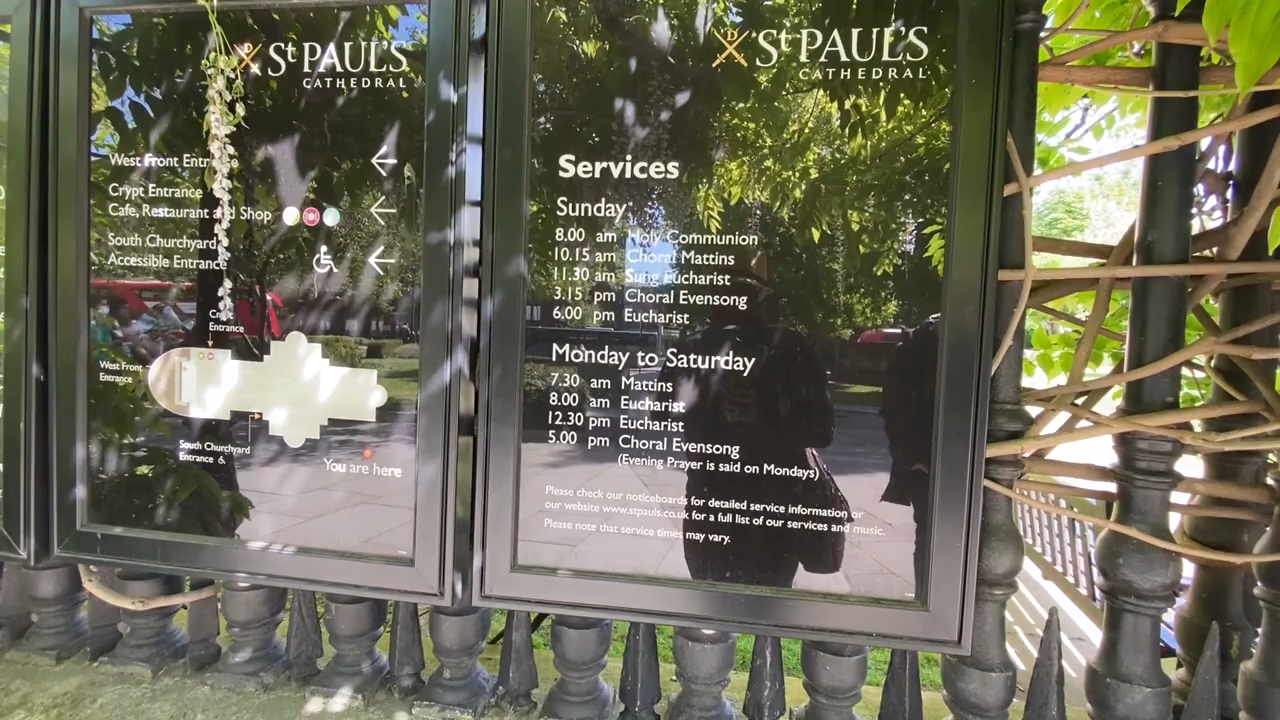 St PAUL'S
CATHEDRAL
West Front Entrance
Crypt Entrance
Cafe, Restaurant and Shop
South Churchyard
Accessible Entrance
Crypt
Entrance
West Front
Entrance
South Churchyard
Entrance
You are here
St PAUL'S
CATHEDRAL
Services
Sunday
8.00 am Holy Communion
10.15 am Choral Mattins
11.30 am Sung Eucharist
3.15 pm Choral Evensong
6.00 pm Eucharist
Monday to Saturday
7.30 am Mattins
8.00 am Eucharist
12.30 pm Eucharist
5.00 pm Choral Evensong
(Evening Prayer is said on Mondays)
Please check our noticeboards for detailed service information or
our website www.stpauls.co.uk for a full list of our services and music.
Please note that service times may vary.